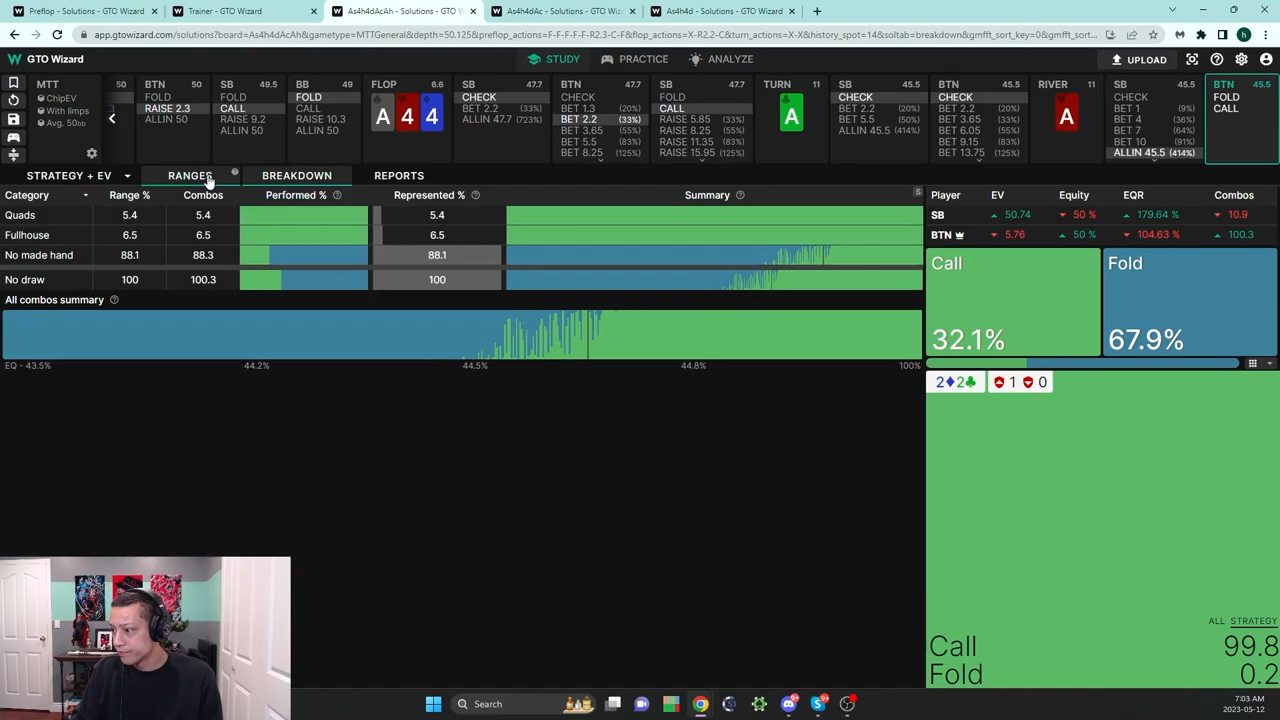 Preflop - Solutions - GTO Wizard
Trainer - GTO Wizard
As4h4dAcAh - Solutions - GTO W
As4h4dAc - Solutions - GTO Wiz
As4h4d - Solutions - GTO Wizard
app.gtowizard.com/solutions?board=As4h4dAcAh&gametype=MTTGeneral&depth=50.125&preflop_actions=F-F-F-F-F-R2.3-C-F&flop_actions=X-R2.2-C&turn_actions=X-X&history_spot=14&soltab=breakdown&gmfft_sort_key=0&gmfft_sort_order...
GTO Wizard
STUDY
PRACTICE
ANALYZE
UPLOAD
MTT 50
ChipEV
With limps
Avg. 50bb
3
BTN 50
FOLD
RAISE 2.3
ALLIN 50
SB 49.5
FOLD
CALL
RAISE 9.2
ALLIN 50
BB 49
FOLD
CALL
RAISE 10.3
ALLIN 50
FLOP 6.6
A 4 4
SB 47.7
CHECK
BET 2.2 (33%)
ALLIN 47.7 (723%)
BTN 47.7
CHECK
BET 1.3 (20%)
BET 2.2 (33%)
BET 3.65 (55%)
BET 5.5 (83%)
BET 8.25 (125%)
SB 47.7
FOLD
CALL
RAISE 5.85 (33%)
RAISE 8.25 (55%)
RAISE 11.35 (83%)
RAISE 15.95 (125%)
TURN 11
A
SB 45.5
CHECK
BET 2.2 (20%)
BET 5.5 (50%)
ALLIN 45.5 (414%)
BTN 45.5
CHECK
BET 2.2 (20%)
BET 3.65 (33%)
BET 6.05 (55%)
BET 9.15 (83%)
BET 13.75 (125%)
RIVER 11
A
SB 45.5
CHECK
BET 1 (9%)
BET 4 (36%)
BET 7 (64%)
BET 10 (91%)
ALLIN 45.5 (414%)
BTN 45.5
FOLD
CALL
STRATEGY + EV
RANGES
BREAKDOWN
REPORTS
Category Range % Combos Performed % Represented % Summary S
Quads 5.4 5.4 5.4
Fullhouse 6.5 6.5 6.5
No made hand 88.1 88.3 88.1
No draw 100 100.3 100
All combos summary
EQ - 43.5% 44.2% 44.5% 44.8% 100%
Player EV Equity EQR Combos
SB 50.74 50 % 179.64 % 10.9
BTN 5.76 50 % 104.63 % 100.3
Call
32.1%
Fold
67.9%
2♦2♣ 1 0
ALL STRATEGY
Call 99.8
Fold 0.2
Search
7:03 AM
2023-05-12